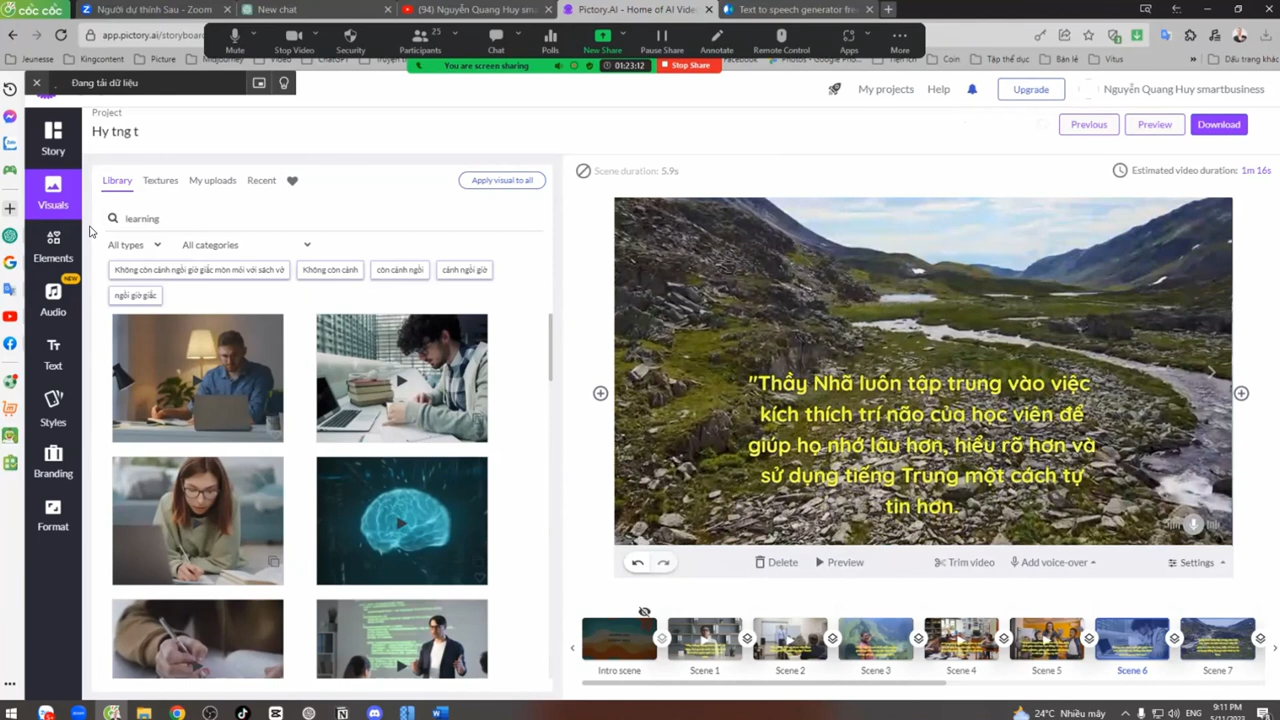 cốc cốc
Người dự thính Sau - Zoom
New chat
(94) Nguyễn Quang Huy sm
Pictory.AI - Home of AI Video
Text to speech generator free
app.pictory.ai/storyboard
Mute
Stop Video
Security
Participants
25
Chat
Polls
New Share
Pause Share
Annotate
Remote Control
Apps
More
Jeunesse
Kingcontent
Picture
Midjourney
ChatGPT
Video
Facebook
Tiện ích
Coin
Tập thể dục
Bán lẻ
Vitus
Dấu trang khác
You are screen sharing
01:23:12
Stop Share
Đang tải dữ liệu
My projects
Help
Upgrade
Nguyễn Quang Huy smartbusiness
Project
Hy tng t
Previous
Preview
Download
Story
Visuals
Elements
NEW
Audio
Text
Styles
Branding
Format
Library
Textures
My uploads
Recent
Apply visual to all
learning
All types
All categories
Không còn cảnh ngồi giờ giấc mòn mỏi với sách vở
Không còn cảnh
còn cảnh ngồi
cảnh ngồi giờ
ngồi giờ giấc
Scene duration: 5.9s
Estimated video duration: 1m 16s
"Thầy Nhã luôn tập trung vào việc
kích thích trí não của học viên để
giúp họ nhớ lâu hơn, hiểu rõ hơn và
sử dụng tiếng Trung một cách tự
tin hơn.
Delete
Preview
Trim video
Add voice-over
Settings
Intro scene
Scene 1
Scene 2
Scene 3
Scene 4
Scene 5
Scene 6
Scene 7
24°C Nhiều mây
ENG
9:11 PM
5/11/2023